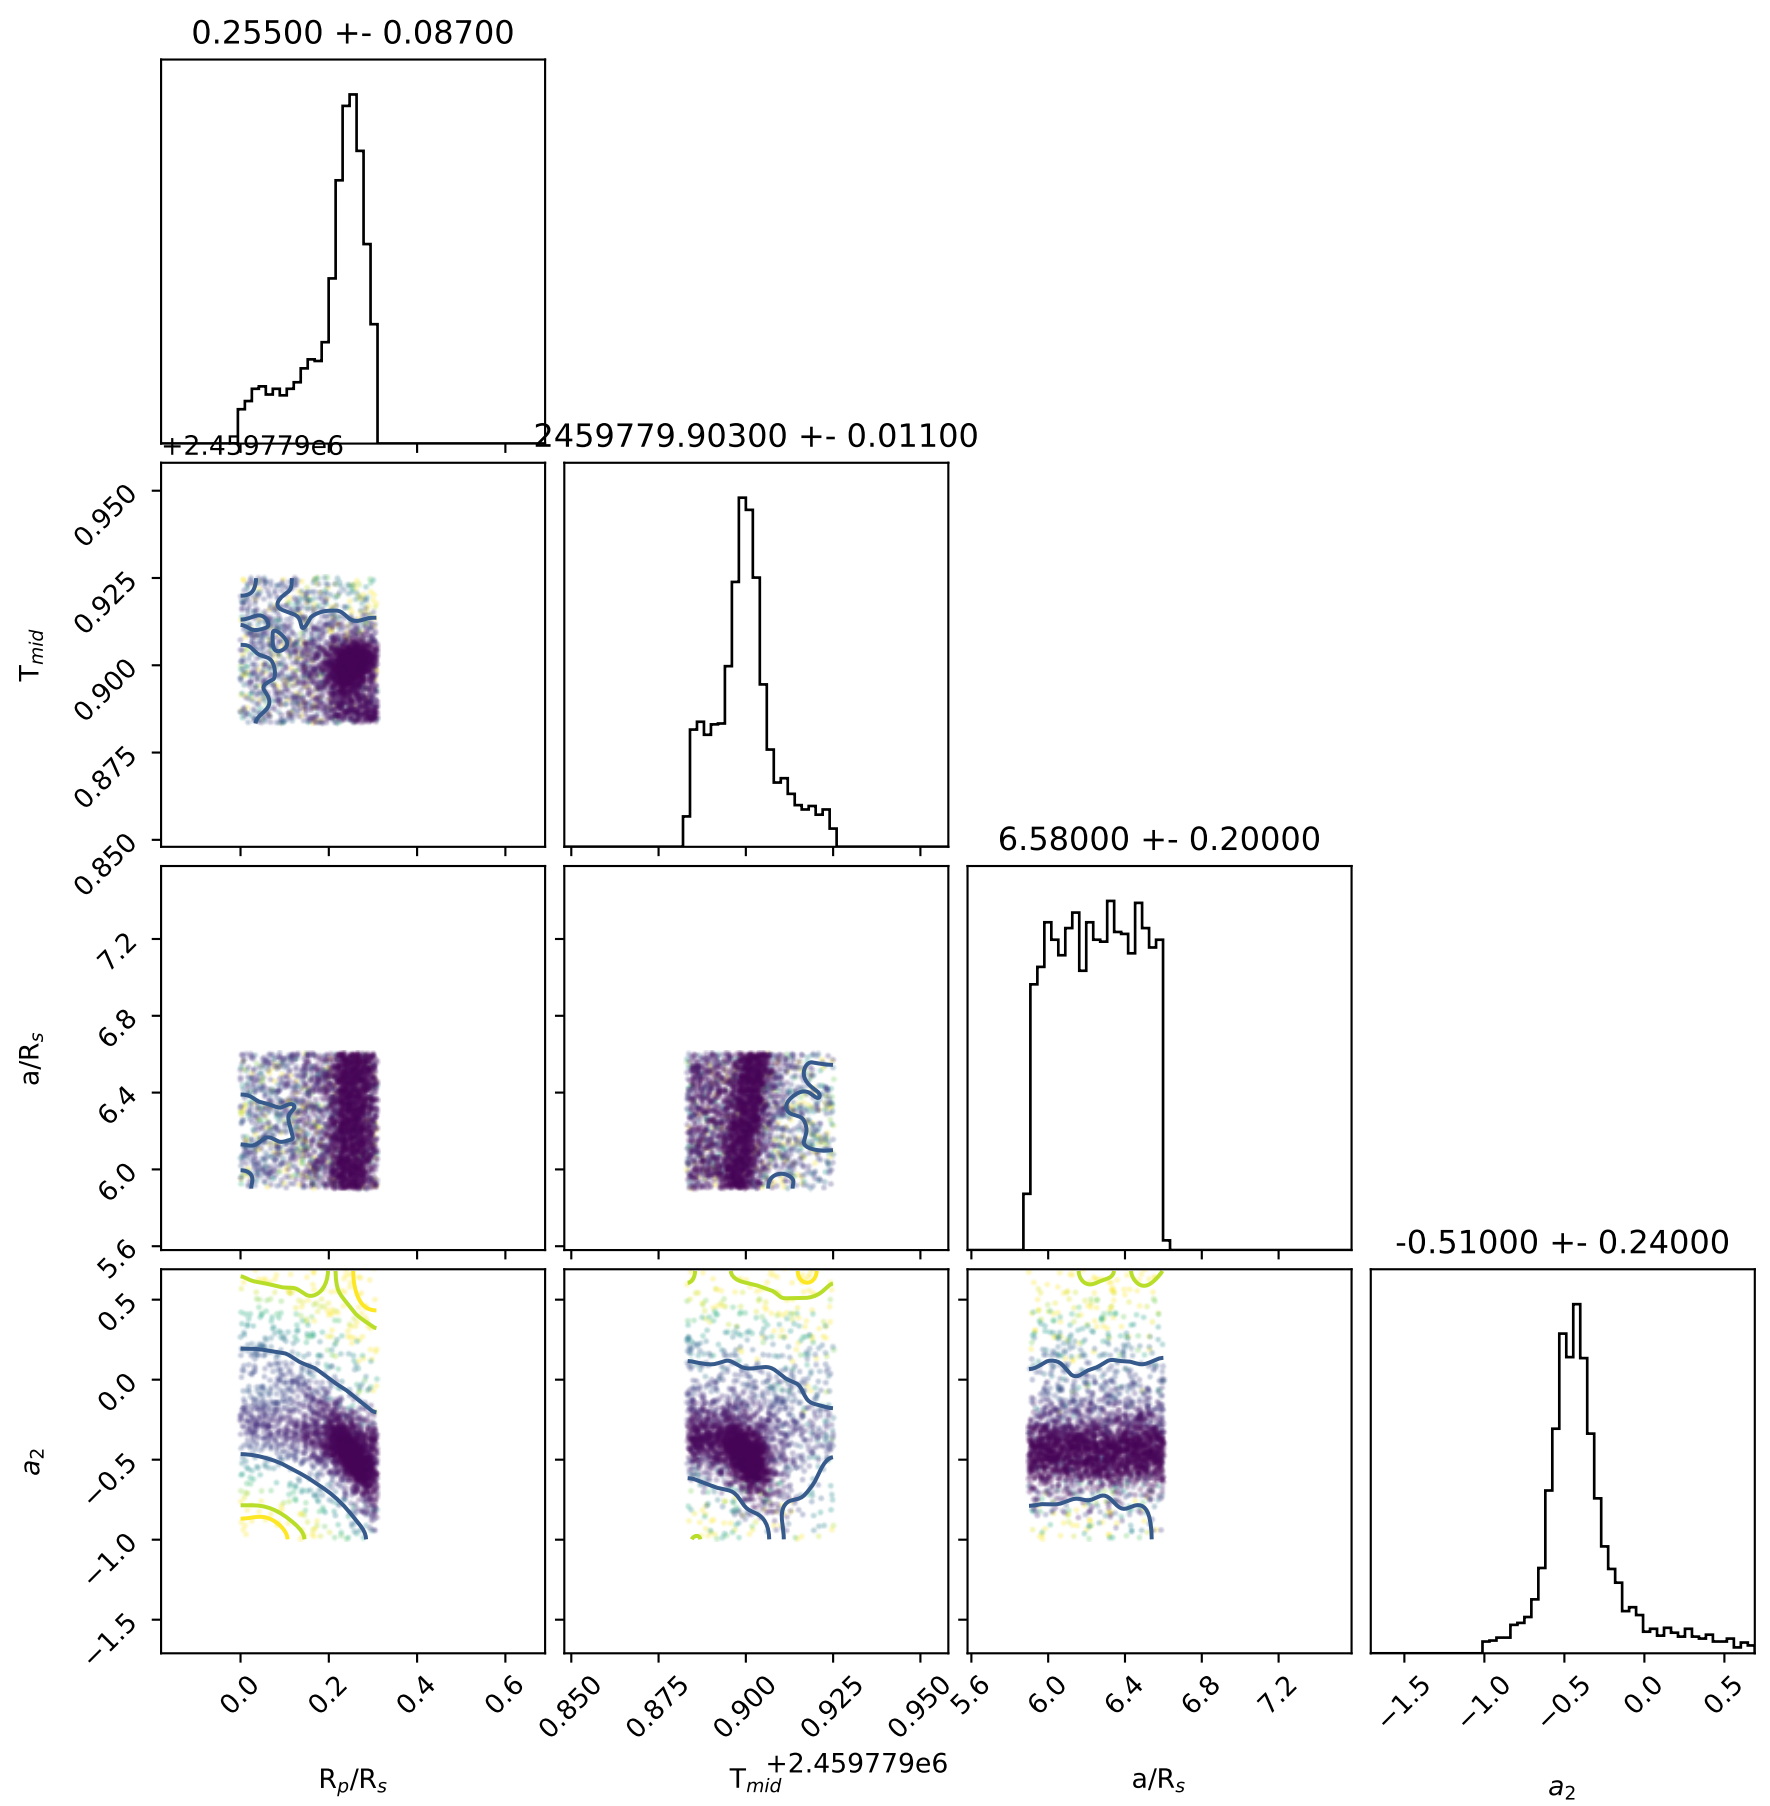 0.25500 +- 0.08700
+2.459779e6
2459779.90300 +- 0.01100
0.950
0.925
0.900
0.875
0.850
T_mid
6.58000 +- 0.20000
7.2
6.8
6.4
6.0
5.6
a/R_s
-0.51000 +- 0.24000
0.5
0.0
−0.5
−1.0
−1.5
a_2
0.0 0.2 0.4 0.6
0.850 0.875 0.900 0.925 0.950
5.6 6.0 6.4 6.8 7.2
−1.5 −1.0 −0.5 0.0 0.5
+2.459779e6
R_p/R_s
T_mid
a/R_s
a_2